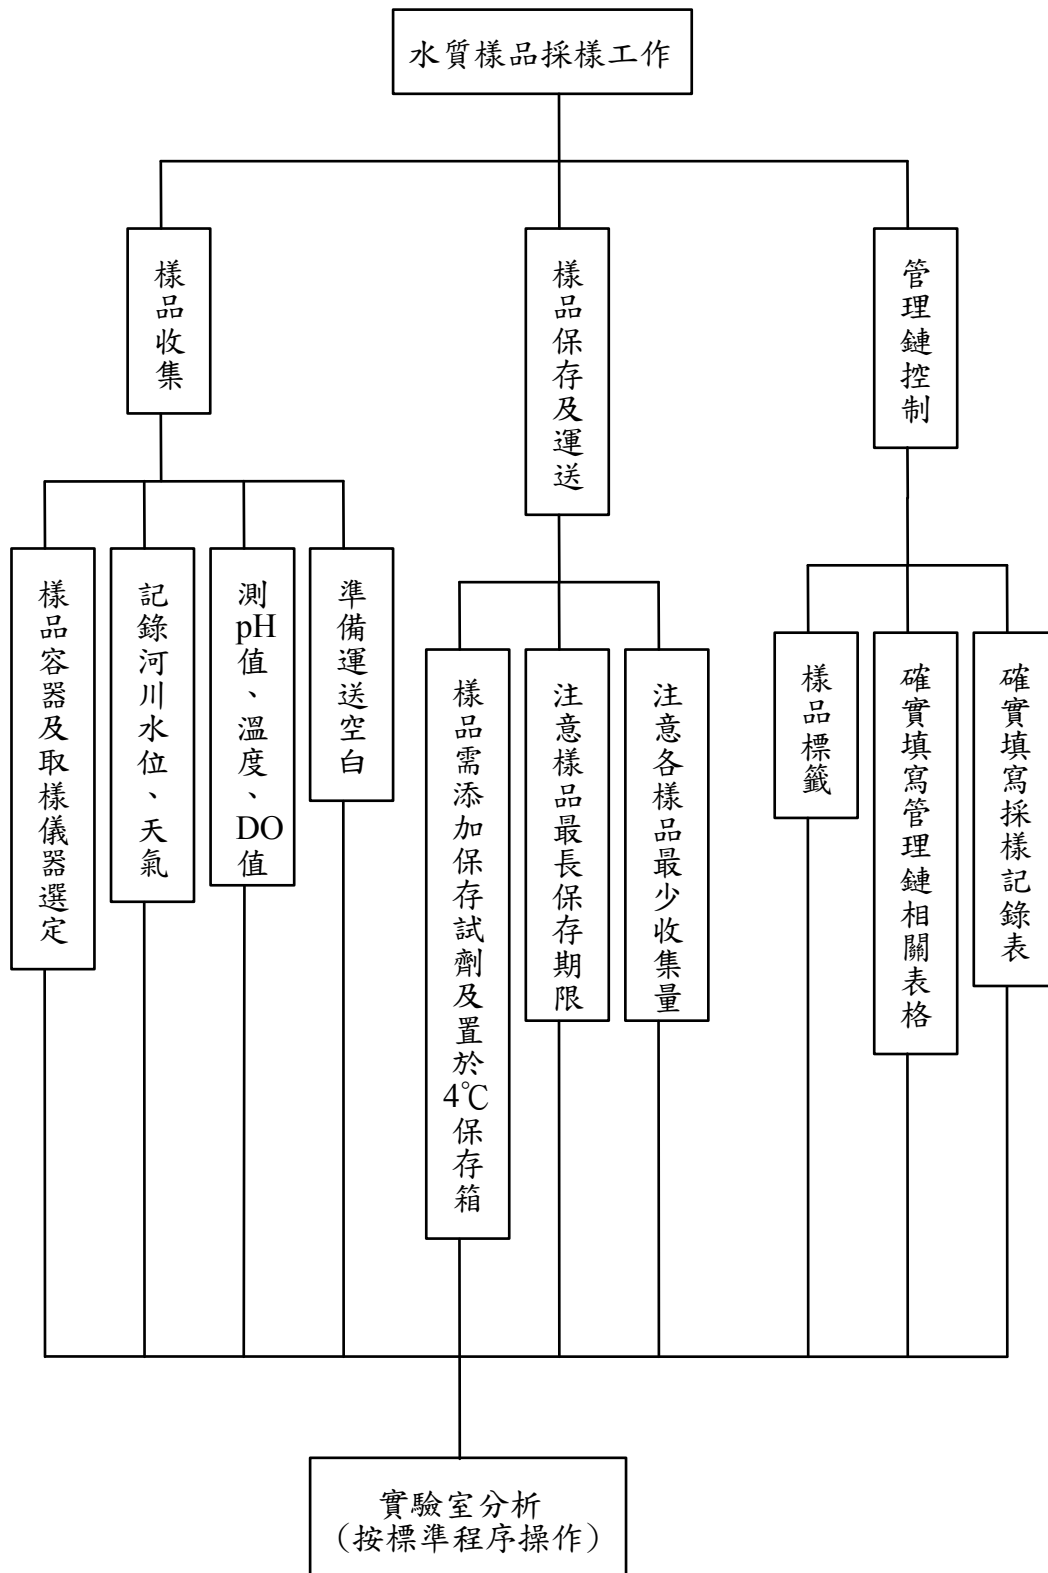 水質樣品採樣工作
樣品收集
樣品保存及運送
管理鏈控制
樣品容器及取樣儀器選定
記錄河川水位、天氣
測pH值、溫度、DO值
準備運送空白
樣品需添加保存試劑及置於4℃保存箱
注意樣品最長保存期限
注意各樣品最少收集量
樣品標籤
確實填寫管理鏈相關表格
確實填寫採樣記錄表
實驗室分析
（按標準程序操作）